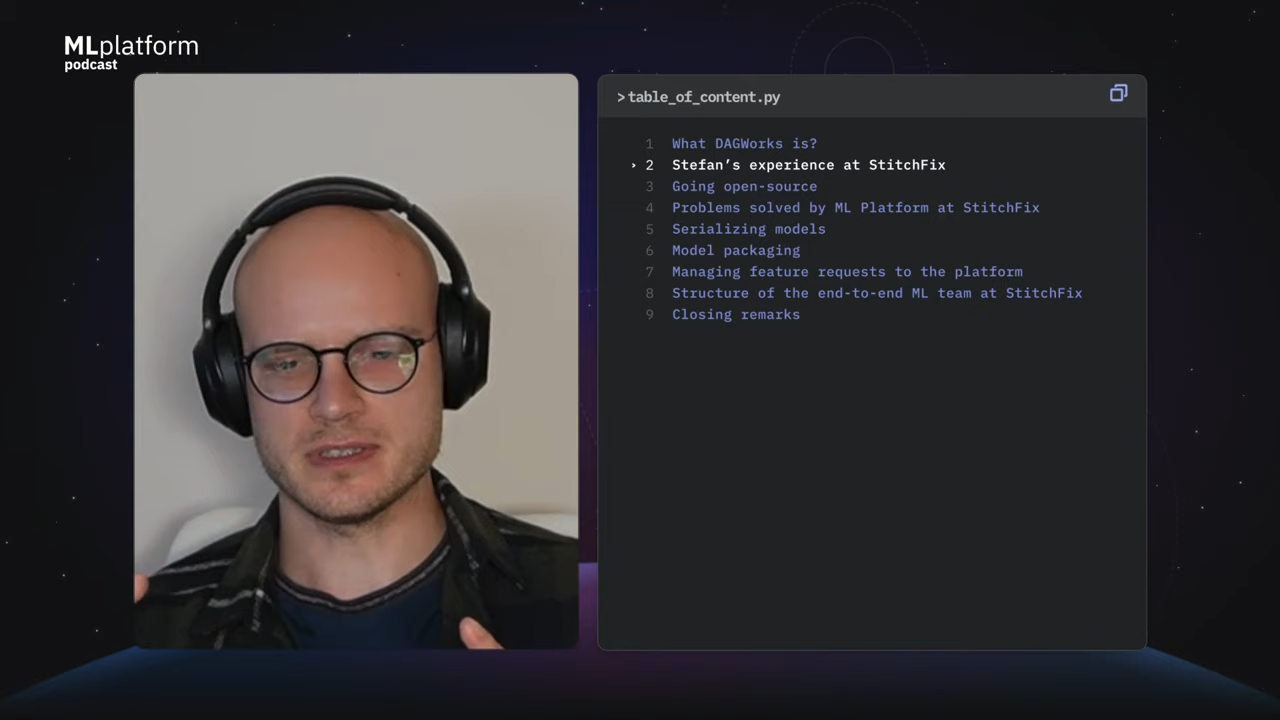 MLplatform
podcast
>table_of_content.py
1 What DAGWorks is?
› 2 Stefan’s experience at StitchFix
3 Going open-source
4 Problems solved by ML Platform at StitchFix
5 Serializing models
6 Model packaging
7 Managing feature requests to the platform
8 Structure of the end-to-end ML team at StitchFix
9 Closing remarks